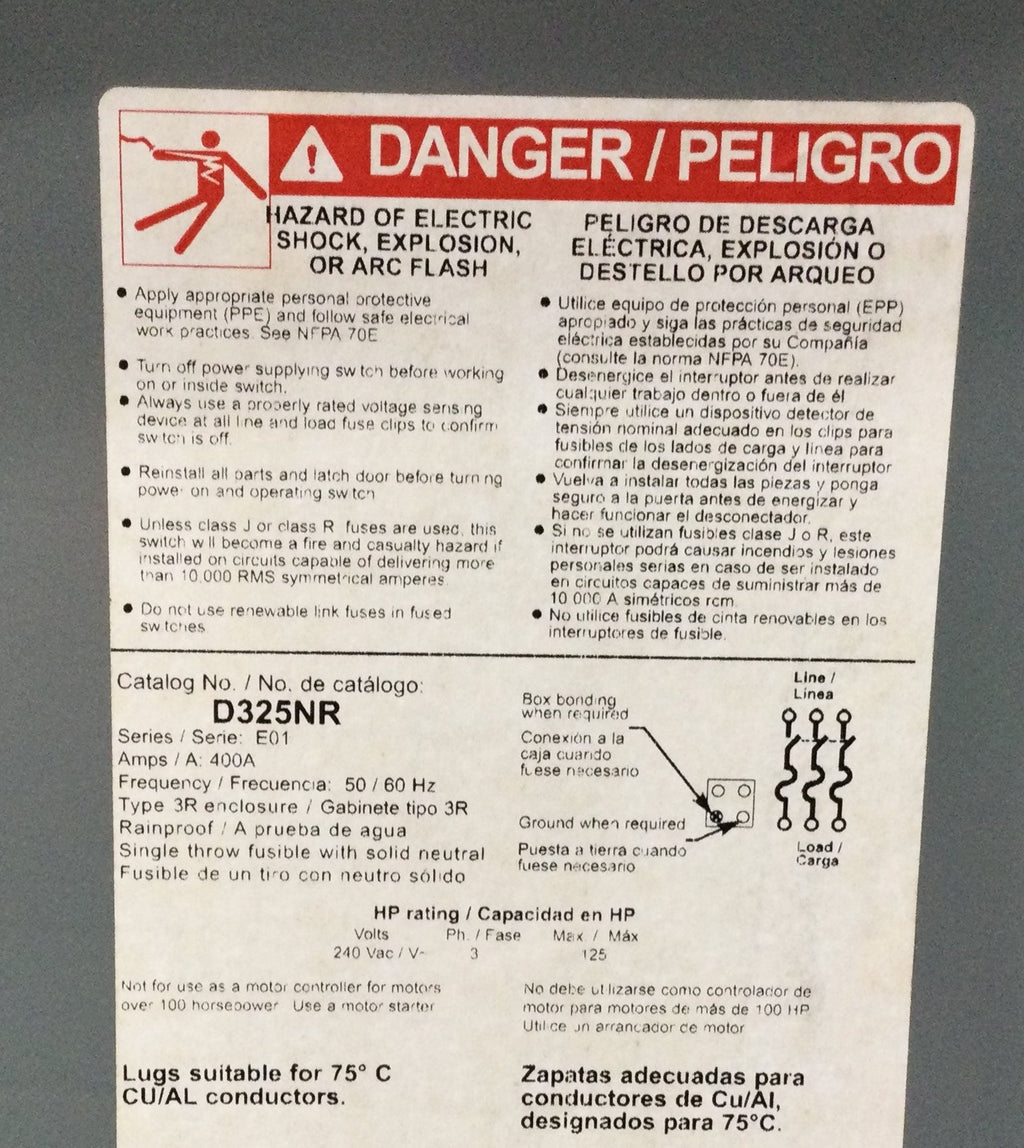 DANGER / PELIGRO
HAZARD OF ELECTRIC
SHOCK, EXPLOSION,
OR ARC FLASH
● Apply appropriate personal protective
equipment (PPE) and follow safe electrical
work practices. See NFPA 70E
● Turn off power supplying switch before working
on or inside switch.
● Always use a properly rated voltage sensing
device at all line and load fuse clips to confirm
switch is off.
● Reinstall all parts and latch door before turning
power on and operating switch
● Unless class J or class R fuses are used, this
switch will become a fire and casualty hazard if
installed on circuits capable of delivering more
than 10,000 RMS symmetrical amperes
● Do not use renewable link fuses in fused
switches
PELIGRO DE DESCARGA
ELÉCTRICA, EXPLOSIÓN O
DESTELLO POR ARQUEO
● Utilice equipo de protección personal (EPP)
apropiado y siga las prácticas de seguridad
eléctrica establecidas por su Compañía
(consulte la norma NFPA 70E).
● Desenergice el interruptor antes de realizar
cualquier trabajo dentro o fuera de él
● Siempre utilice un dispositivo detector de
tensión nominal adecuado en los clips para
fusibles de los lados de carga y línea para
confirmar la desenergización del interruptor
● Vuelva a instalar todas las piezas y ponga
seguro a la puerta antes de energizar y
hacer funcionar el desconectador.
● Si no se utilizan fusibles clase J o R, este
interruptor podrá causar incendios y lesiones
personales serias en caso de ser instalado
en circuitos capaces de suministrar más de
10 000 A simétricos rcm.
● No utilice fusibles de cinta renovables en los
interruptores de fusible.
Catalog No. / No. de catálogo:
D325NR
Series / Serie: E01
Amps / A: 400A
Frequency / Frecuencia: 50 / 60 Hz
Type 3R enclosure / Gabinete tipo 3R
Rainproof / A prueba de agua
Single throw fusible with solid neutral
Fusible de un tiro con neutro sólido
Box bonding
when required
Conexión a la
caja cuando
fuese necesario
Ground when required
Puesta a tierra cuando
fuese necesario
Line /
Línea
Load /
Carga
HP rating / Capacidad en HP
Volts Ph. / Fase Max. / Máx
240 Vac / V~ 3 125
Not for use as a motor controller for motors
over 100 horsepower Use a motor starter
No debe utilizarse como controlador de
motor para motores de más de 100 HP
Utilice un arrancador de motor
Lugs suitable for 75° C
CU/AL conductors.
Zapatas adecuadas para
conductores de Cu/Al,
designados para 75°C.